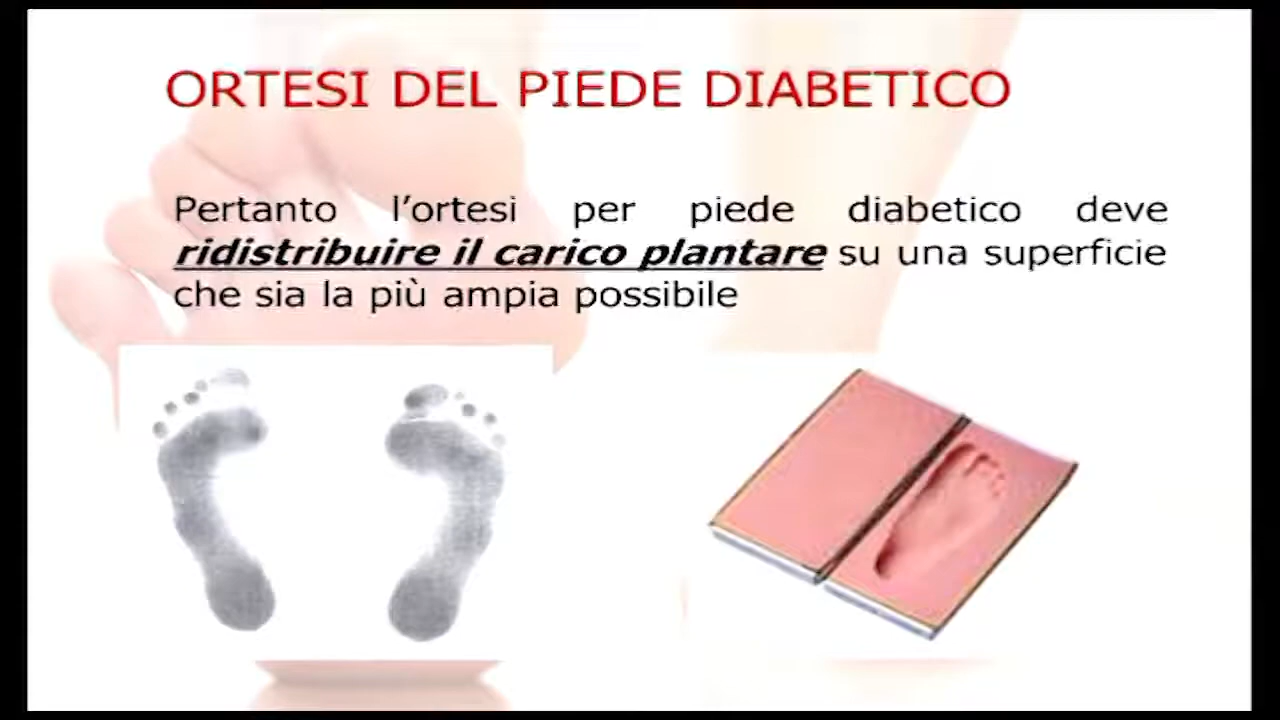 ORTESI DEL PIEDE DIABETICO
Pertanto l’ortesi per piede diabetico deve
ridistribuire il carico plantare su una superficie
che sia la più ampia possibile